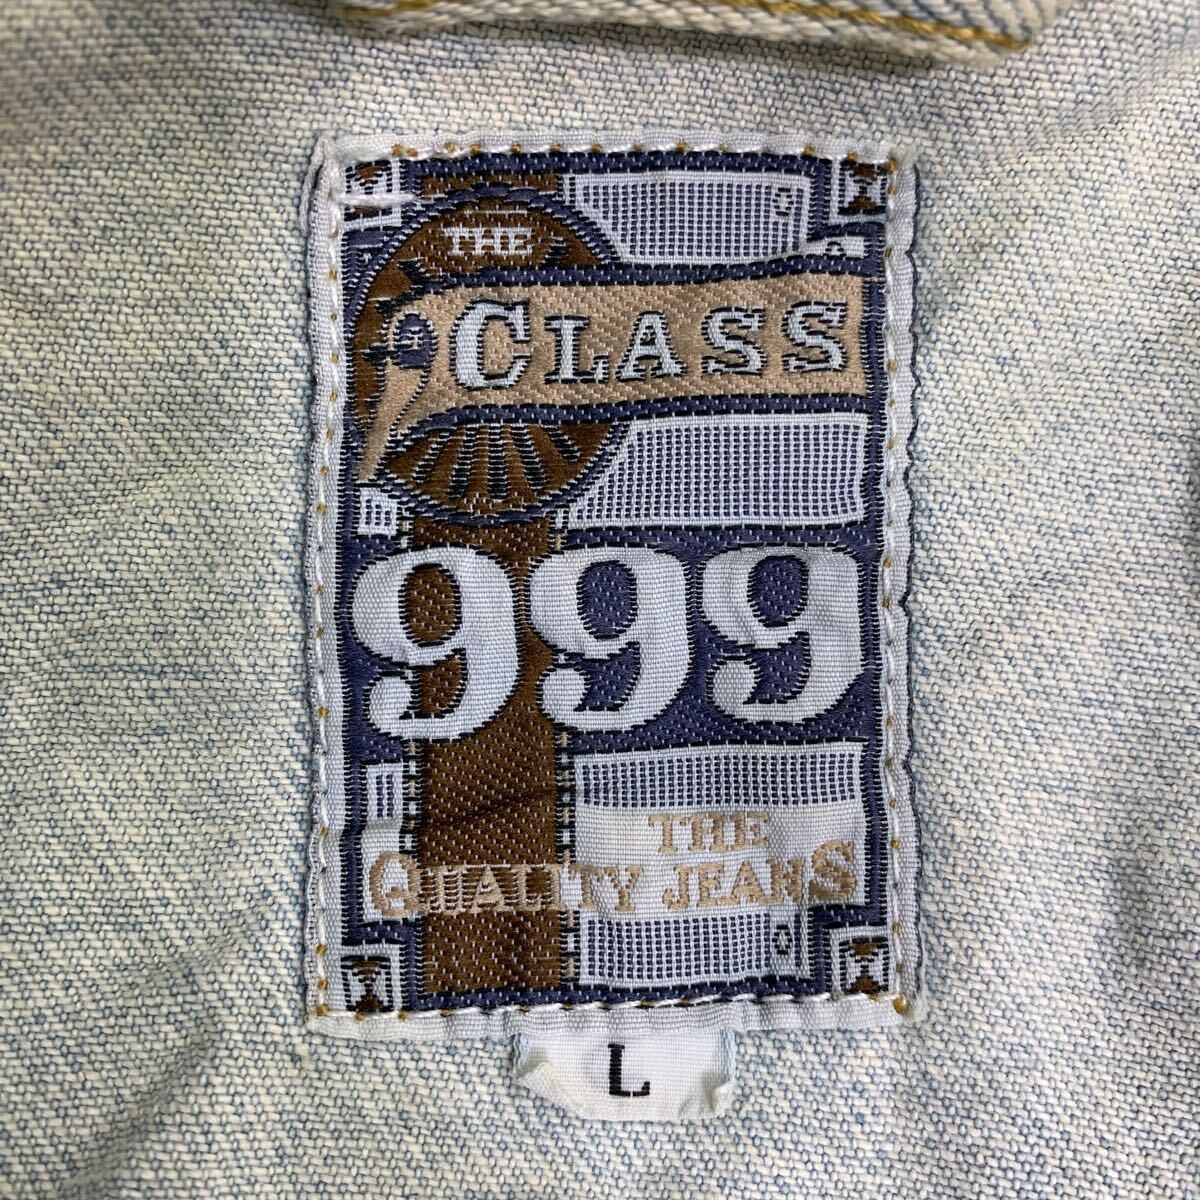 THE
CLASS
999
THE
QUALITY JEANS
L